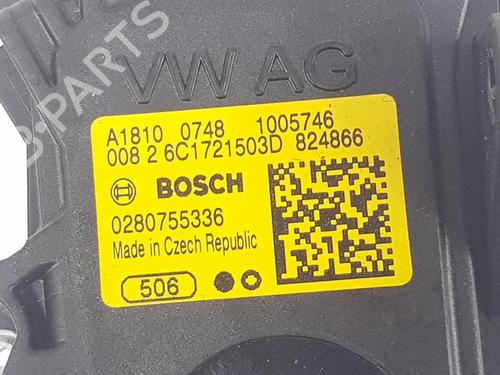 VW AG
A1810 0748 1005746
008 2 6C1721503D 824866
BOSCH
0280755336
Made in Czech Republic
506
B-PARTS